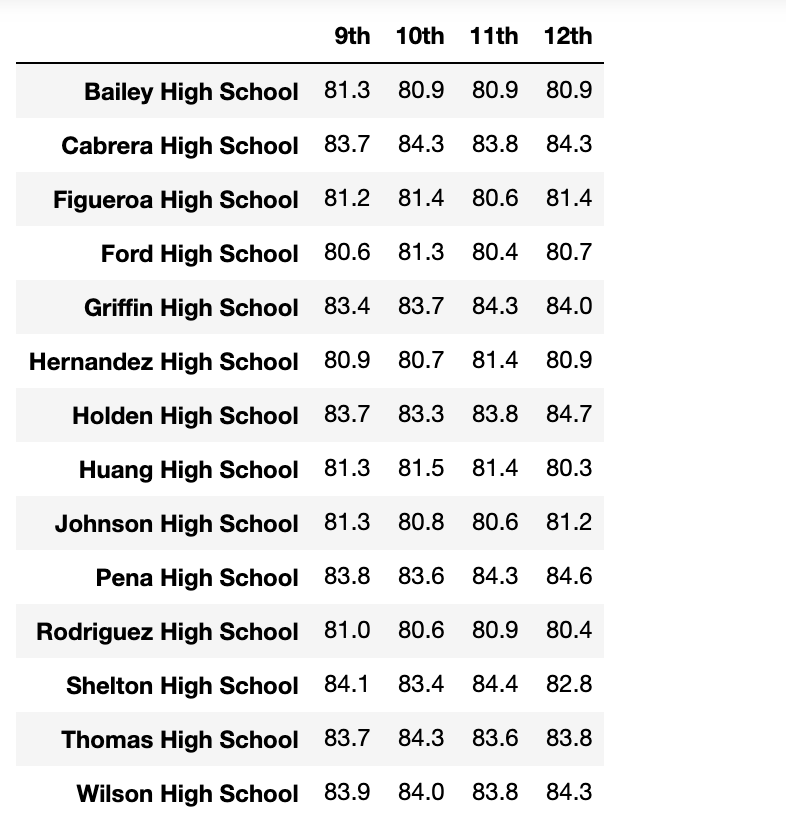 9th 10th 11th 12th
Bailey High School 81.3 80.9 80.9 80.9
Cabrera High School 83.7 84.3 83.8 84.3
Figueroa High School 81.2 81.4 80.6 81.4
Ford High School 80.6 81.3 80.4 80.7
Griffin High School 83.4 83.7 84.3 84.0
Hernandez High School 80.9 80.7 81.4 80.9
Holden High School 83.7 83.3 83.8 84.7
Huang High School 81.3 81.5 81.4 80.3
Johnson High School 81.3 80.8 80.6 81.2
Pena High School 83.8 83.6 84.3 84.6
Rodriguez High School 81.0 80.6 80.9 80.4
Shelton High School 84.1 83.4 84.4 82.8
Thomas High School 83.7 84.3 83.6 83.8
Wilson High School 83.9 84.0 83.8 84.3